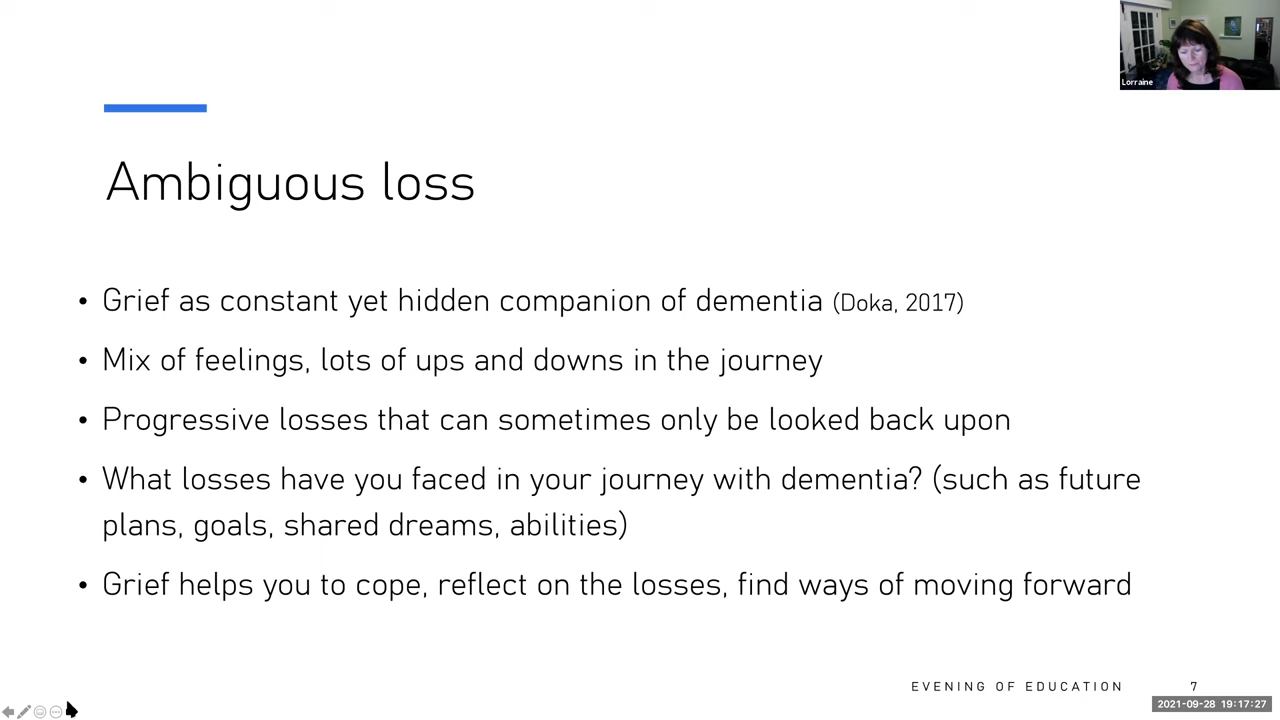 Lorraine
Ambiguous loss
• Grief as constant yet hidden companion of dementia (Doka, 2017)
• Mix of feelings, lots of ups and downs in the journey
• Progressive losses that can sometimes only be looked back upon
• What losses have you faced in your journey with dementia? (such as future
plans, goals, shared dreams, abilities)
• Grief helps you to cope, reflect on the losses, find ways of moving forward
EVENING OF EDUCATION 7
2021-09-28 19:17:27